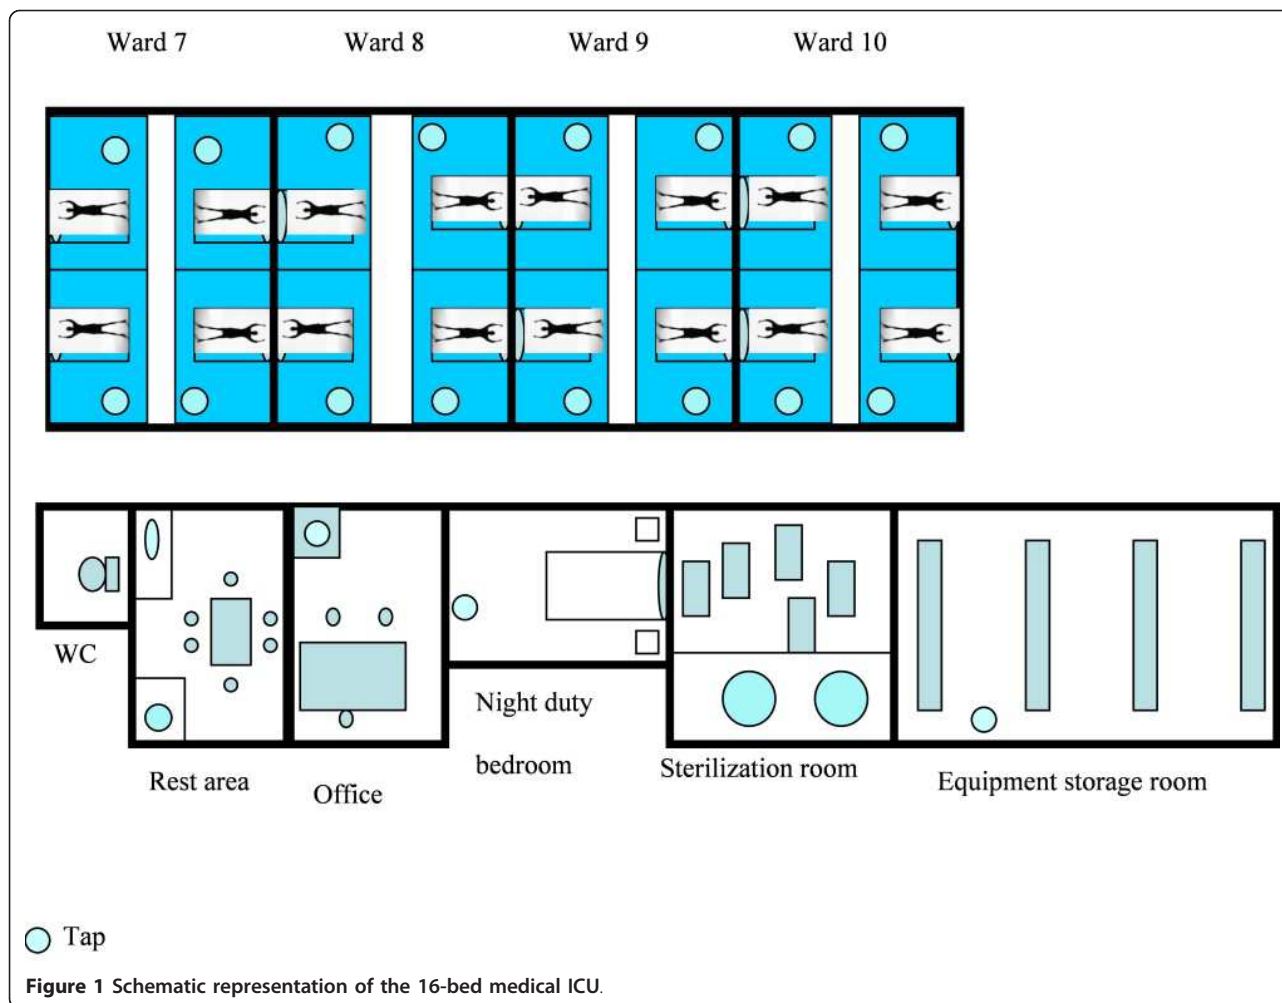 Ward 7
Ward 8
Ward 9
Ward 10
WC
Rest area
Office
Night duty
bedroom
Sterilization room
Equipment storage room
Tap
Figure 1 Schematic representation of the 16-bed medical ICU.